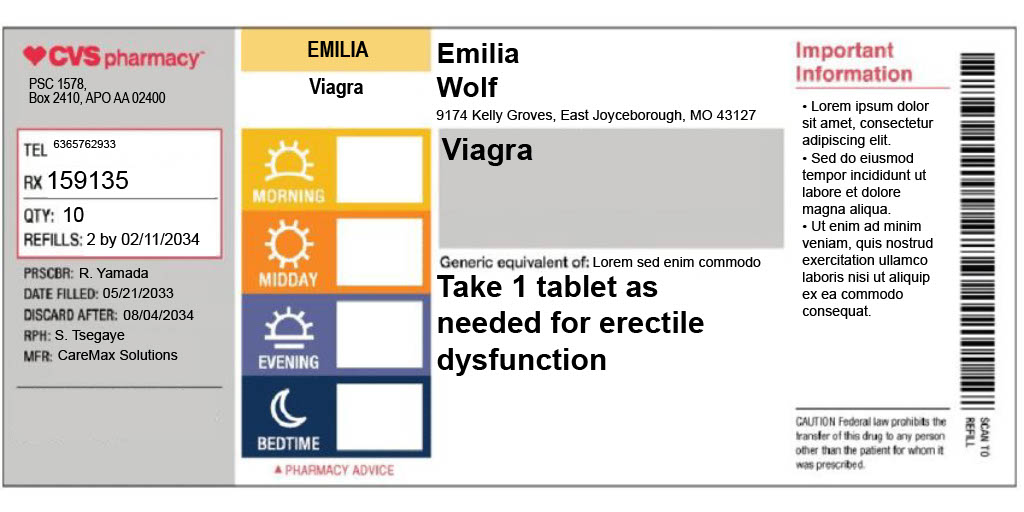 CVS pharmacy
PSC 1578,
Box 2410, APO AA 02400
TEL 6365762933
RX 159135
QTY: 10
REFILLS: 2 by 02/11/2034
PRSCBR: R. Yamada
DATE FILLED: 05/21/2033
DISCARD AFTER: 08/04/2034
RPH: S. Tsegaye
MFR: CareMax Solutions
EMILIA
Viagra
MORNING
MIDDAY
EVENING
BEDTIME
▲ PHARMACY ADVICE
Emilia
Wolf
9174 Kelly Groves, East Joyceborough, MO 43127
Viagra
Generic equivalent of: Lorem sed enim commodo
Take 1 tablet as
needed for erectile
dysfunction
Important
Information
• Lorem ipsum dolor
sit amet, consectetur
adipiscing elit.
• Sed do eiusmod
tempor incididunt ut
labore et dolore
magna aliqua.
• Ut enim ad minim
veniam, quis nostrud
exercitation ullamco
laboris nisi ut aliquip
ex ea commodo
consequat.
CAUTION Federal law prohibits the
transfer of this drug to any person
other than the patient for whom it
was prescribed.
SCAN TO
REFILL